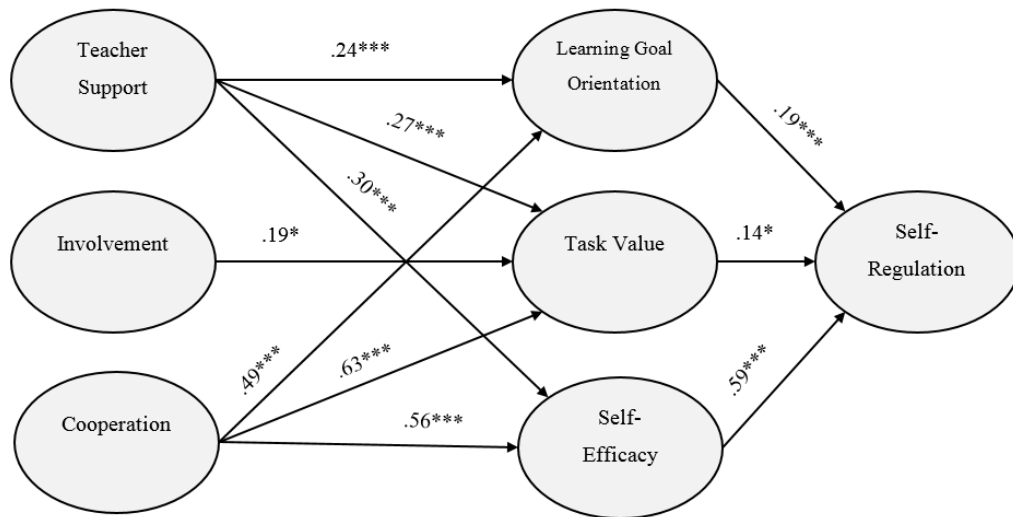 Teacher
Support
.24***
Learning Goal
Orientation
.27***
.19***
.30***
Involvement
.19*
Task Value
.14*
Self-
Regulation
.49***
.63***
.59***
Cooperation
.56***
Self-
Efficacy